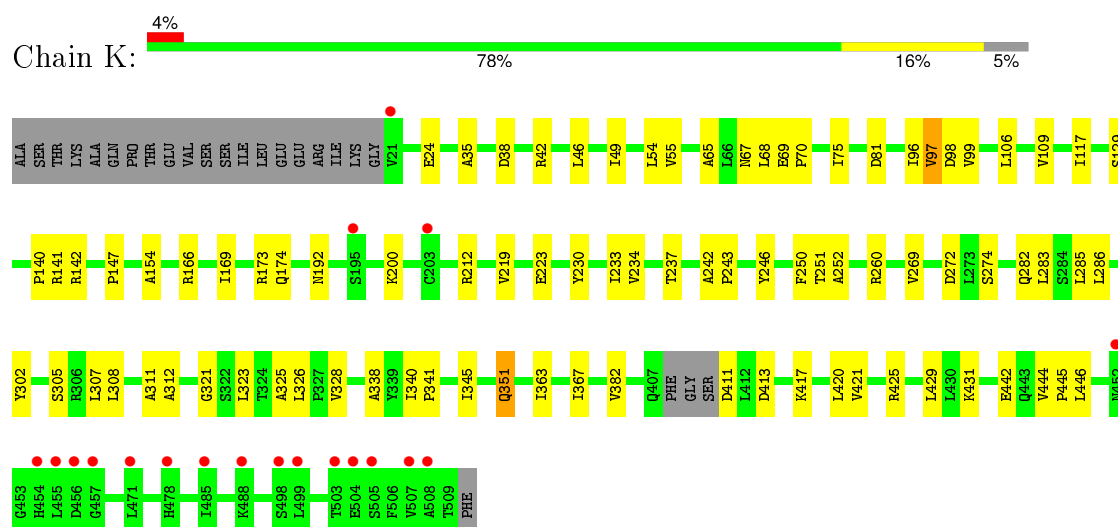 4%
Chain K:
78% 16% 5%
ALA SER THR LYS ALA GLN PRO THR GLU VAL SER SER ILE LEU GLU GLU ARG ILE LYS GLY V21 E24 A35 D38 R42 L46 I49 L54 V55 A65 L66 N67 L68 E69 P70 I75 D81 I96 V97 D98 V99 L106 V109 I117 S129
P140 R141 R142 P147 A154 R166 I169 R173 Q174 N192 S195 K200 C203 R212 V219 E223 Y230 I233 V234 T237 A242 P243 Y246 F250 T251 A252 R260 V269 D272 L273 S274 Q282 L283 S284 L285 L286
Y302 S305 R306 L307 L308 A311 A312 G321 S322 L323 T324 A325 L326 P327 V328 A338 Y339 I340 P341 I345 Q351 I363 I367 V382 Q407 PHE GLY SER D411 L412 D413 K417 L420 V421 R425 L429 L430 K431 E442 Q443 V444 P445 L446 N452
G453 H454 L455 D456 G457 L471 H478 I485 K488 S498 L499 T503 E504 S505 F506 V507 A508 T509 PHE